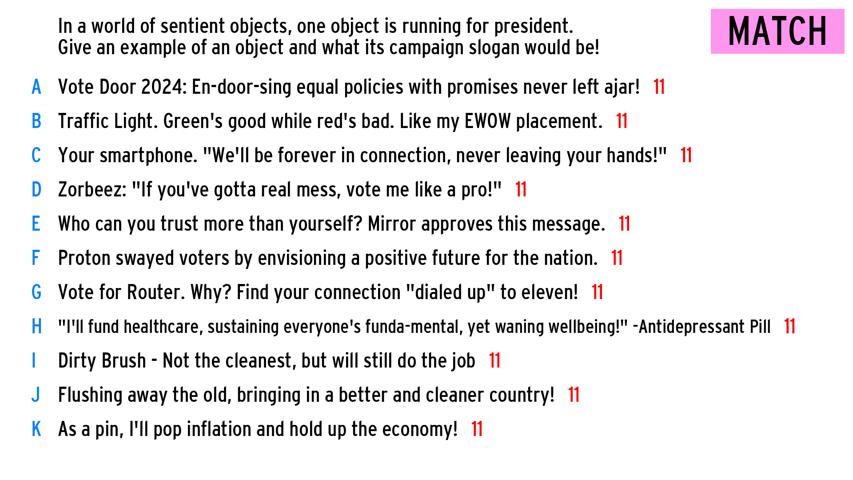 In a world of sentient objects, one object is running for president.
Give an example of an object and what its campaign slogan would be!
MATCH
A Vote Door 2024: En-door-sing equal policies with promises never left ajar! 11
B Traffic Light. Green's good while red's bad. Like my EWOW placement. 11
C Your smartphone. "We'll be forever in connection, never leaving your hands!" 11
D Zorbeez: "If you've gotta real mess, vote me like a pro!" 11
E Who can you trust more than yourself? Mirror approves this message. 11
F Proton swayed voters by envisioning a positive future for the nation. 11
G Vote for Router. Why? Find your connection "dialed up" to eleven! 11
H "I'll fund healthcare, sustaining everyone's funda-mental, yet waning wellbeing!" -Antidepressant Pill 11
I Dirty Brush - Not the cleanest, but will still do the job 11
J Flushing away the old, bringing in a better and cleaner country! 11
K As a pin, I'll pop inflation and hold up the economy! 11